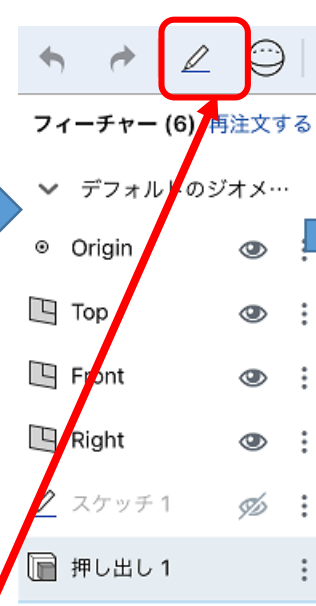 フィーチャー (6) 再注文する
デフォルトのジオメ…
Origin
Top
Front
Right
スケッチ 1
押し出し 1